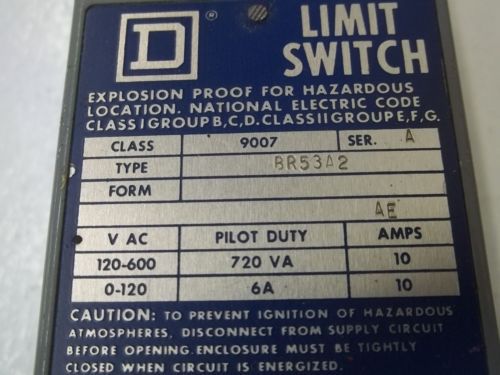 D ®
LIMIT
SWITCH
EXPLOSION PROOF FOR HAZARDOUS
LOCATION. NATIONAL ELECTRIC CODE
CLASS I GROUP B, C, D. CLASS II GROUP E, F, G.
CLASS 9007 SER. A
TYPE BR53A2
FORM
AE
V AC PILOT DUTY AMPS
120-600 720 VA 10
0-120 6A 10
CAUTION: TO PREVENT IGNITION OF HAZARDOUS
ATMOSPHERES, DISCONNECT FROM SUPPLY CIRCUIT
BEFORE OPENING. ENCLOSURE MUST BE TIGHTLY
CLOSED WHEN CIRCUIT IS ENERGIZED.